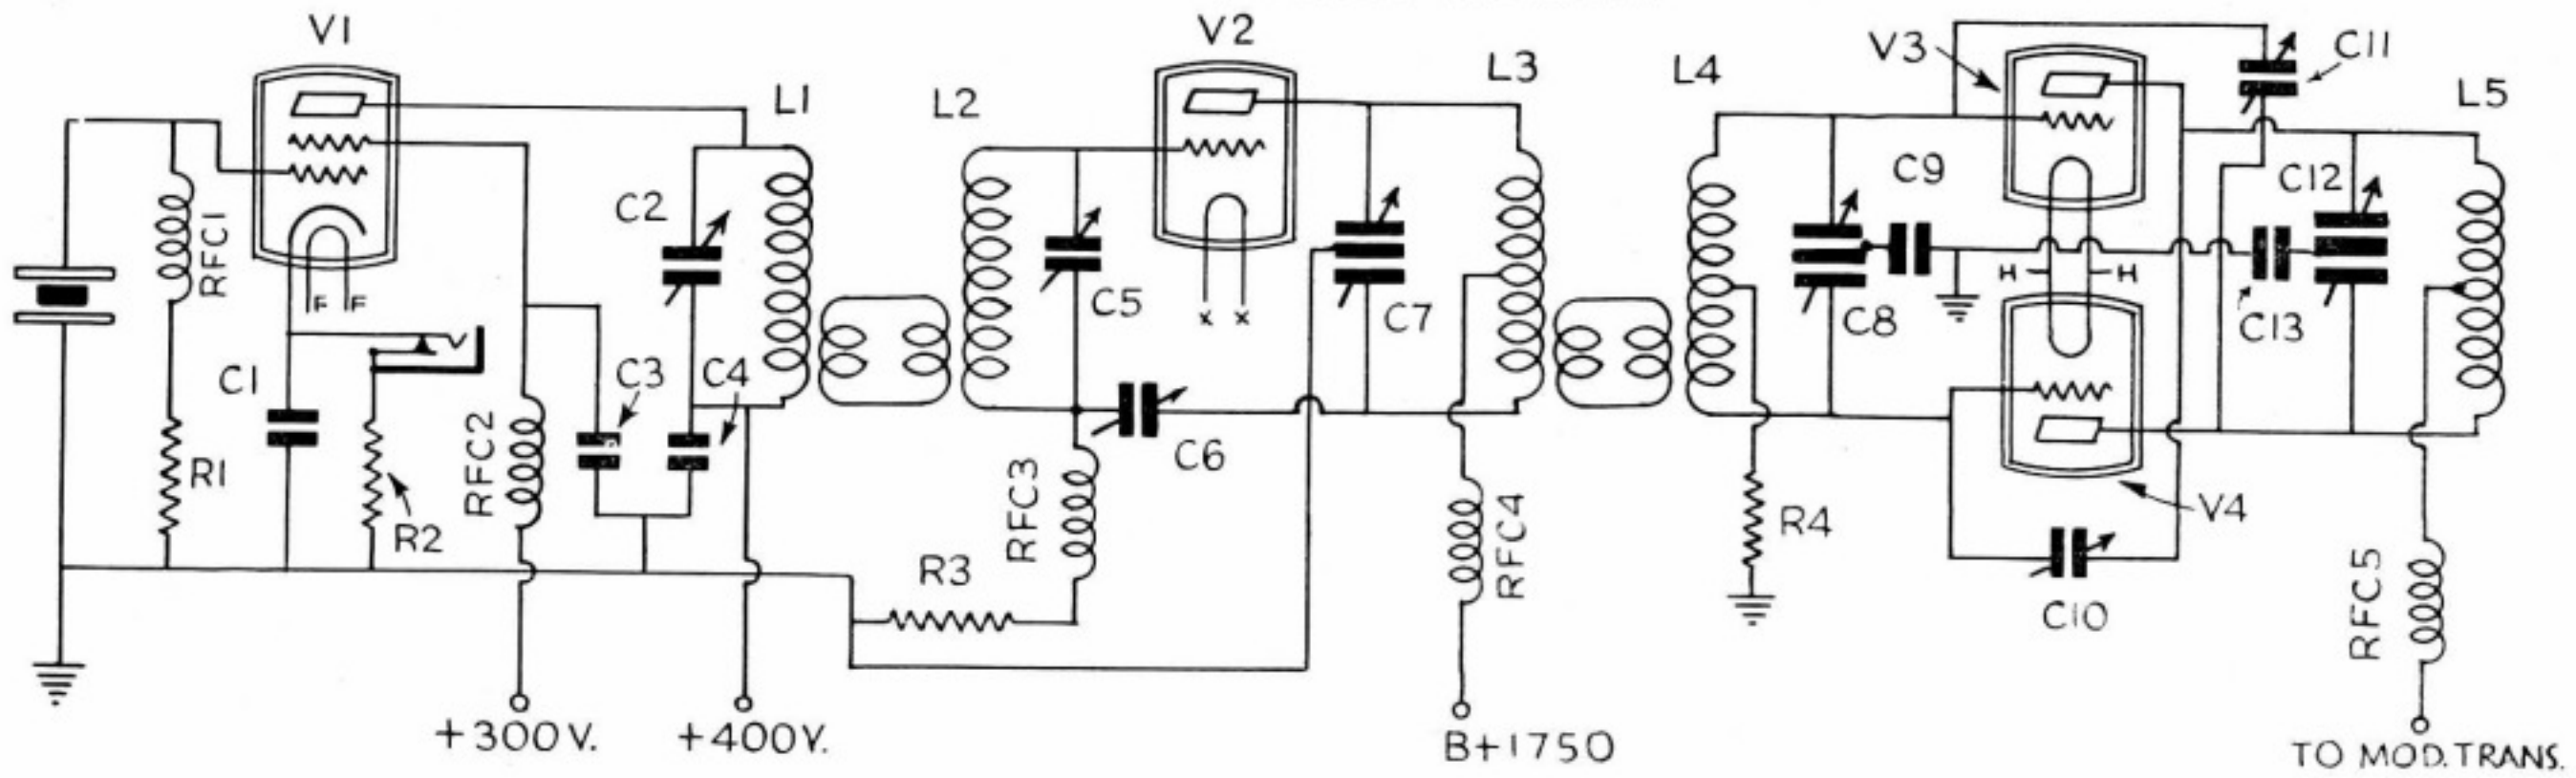 V1
V2
V3
C11
L1
L2
L3
L4
L5
C2
C9
C12
RFC1
F F
C5
C7
C8
H H
C13
x x
C1
C3
C4
C6
R1
RFC2
R2
RFC3
RFC4
R4
V4
R3
C10
RFC5
+300V.
+400V.
B+1750
TO MOD.TRANS.